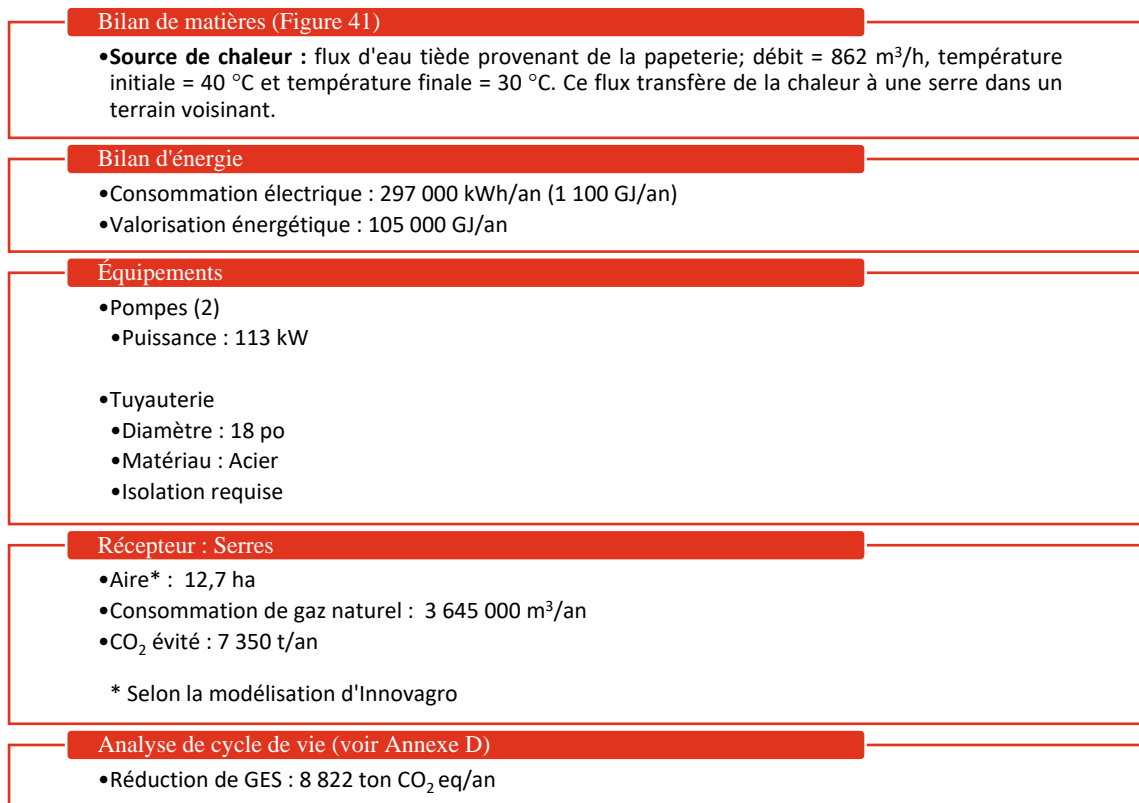 Bilan de matières (Figure 41)
•Source de chaleur : flux d'eau tiède provenant de la papeterie; débit = 862 m³/h, température
initiale = 40 °C et température finale = 30 °C. Ce flux transfère de la chaleur à une serre dans un
terrain voisinant.
Bilan d'énergie
•Consommation électrique : 297 000 kWh/an (1 100 GJ/an)
•Valorisation énergétique : 105 000 GJ/an
Équipements
•Pompes (2)
•Puissance : 113 kW
•Tuyauterie
•Diamètre : 18 po
•Matériau : Acier
•Isolation requise
Récepteur : Serres
•Aire* : 12,7 ha
•Consommation de gaz naturel : 3 645 000 m³/an
•CO₂ évité : 7 350 t/an
* Selon la modélisation d'Innovagro
Analyse de cycle de vie (voir Annexe D)
•Réduction de GES : 8 822 ton CO₂ eq/an